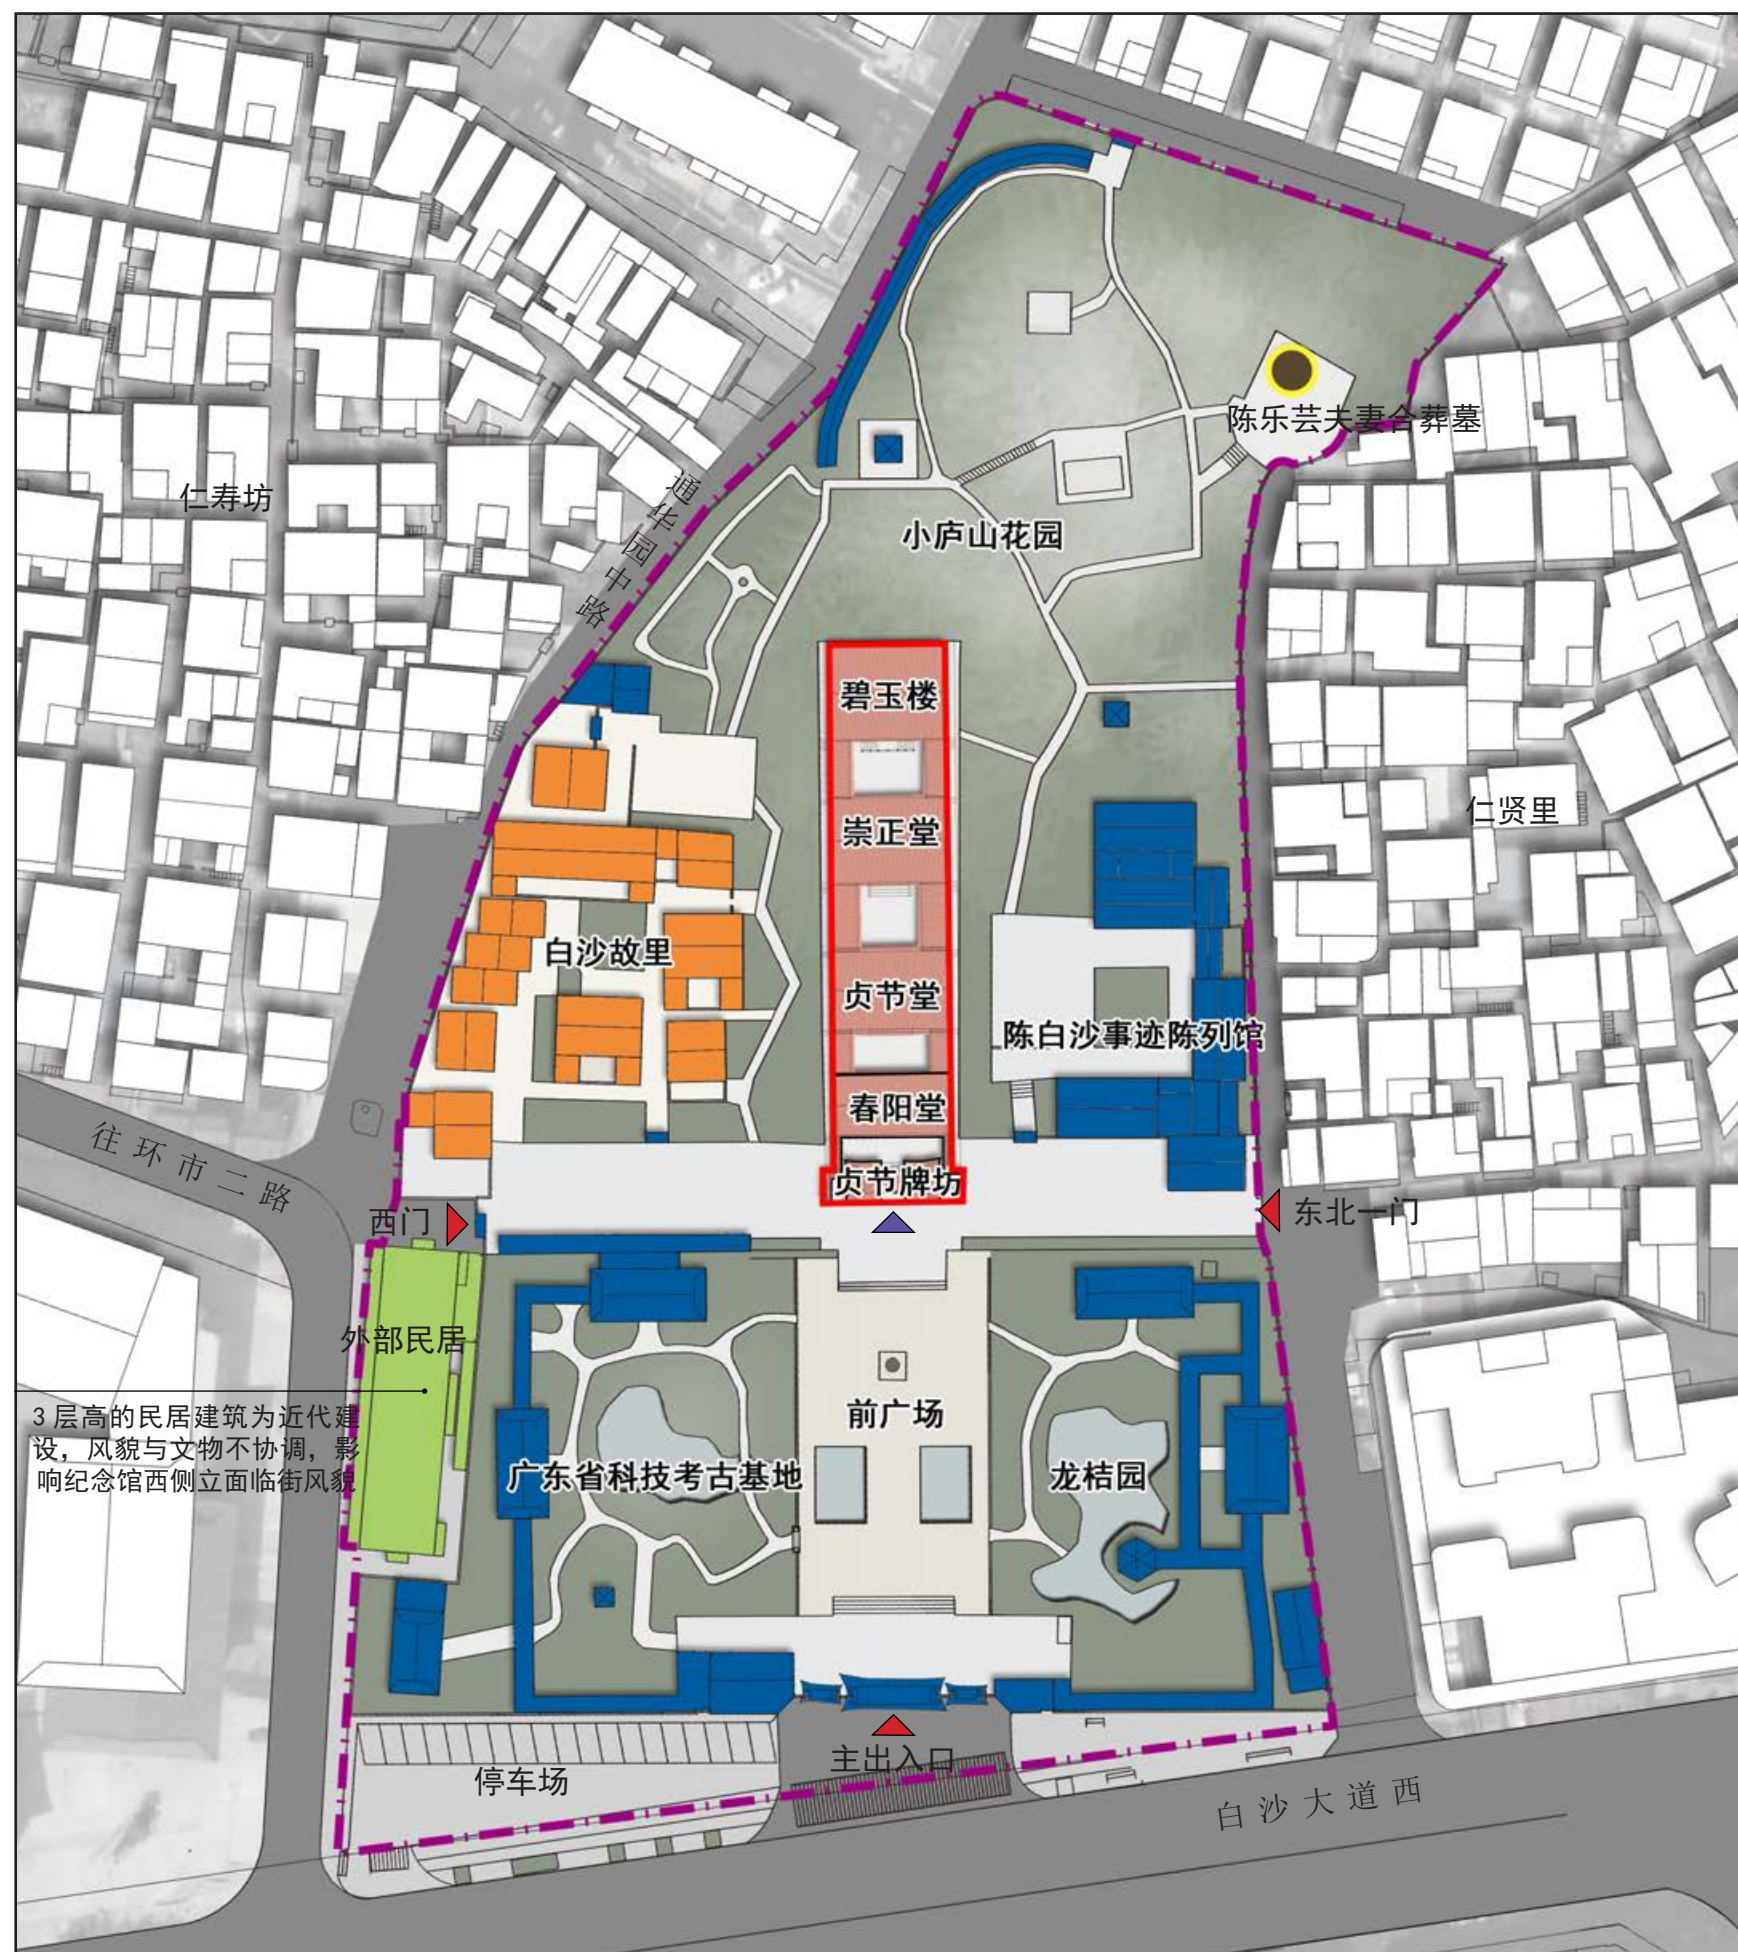 陈乐芸夫妻合葬墓
仁寿坊
通华园中路
小庐山花园
碧玉楼
仁贤里
崇正堂
白沙故里
贞节堂
陈白沙事迹陈列馆
春阳堂
往环市二路
贞节牌坊
西门
东北一门
外部民居
3层高的民居建筑为近代建
设，风貌与文物不协调，影
响纪念馆西侧立面临街风貌
前广场
广东省科技考古基地
龙桔园
主出入口
停车场
白沙大道西